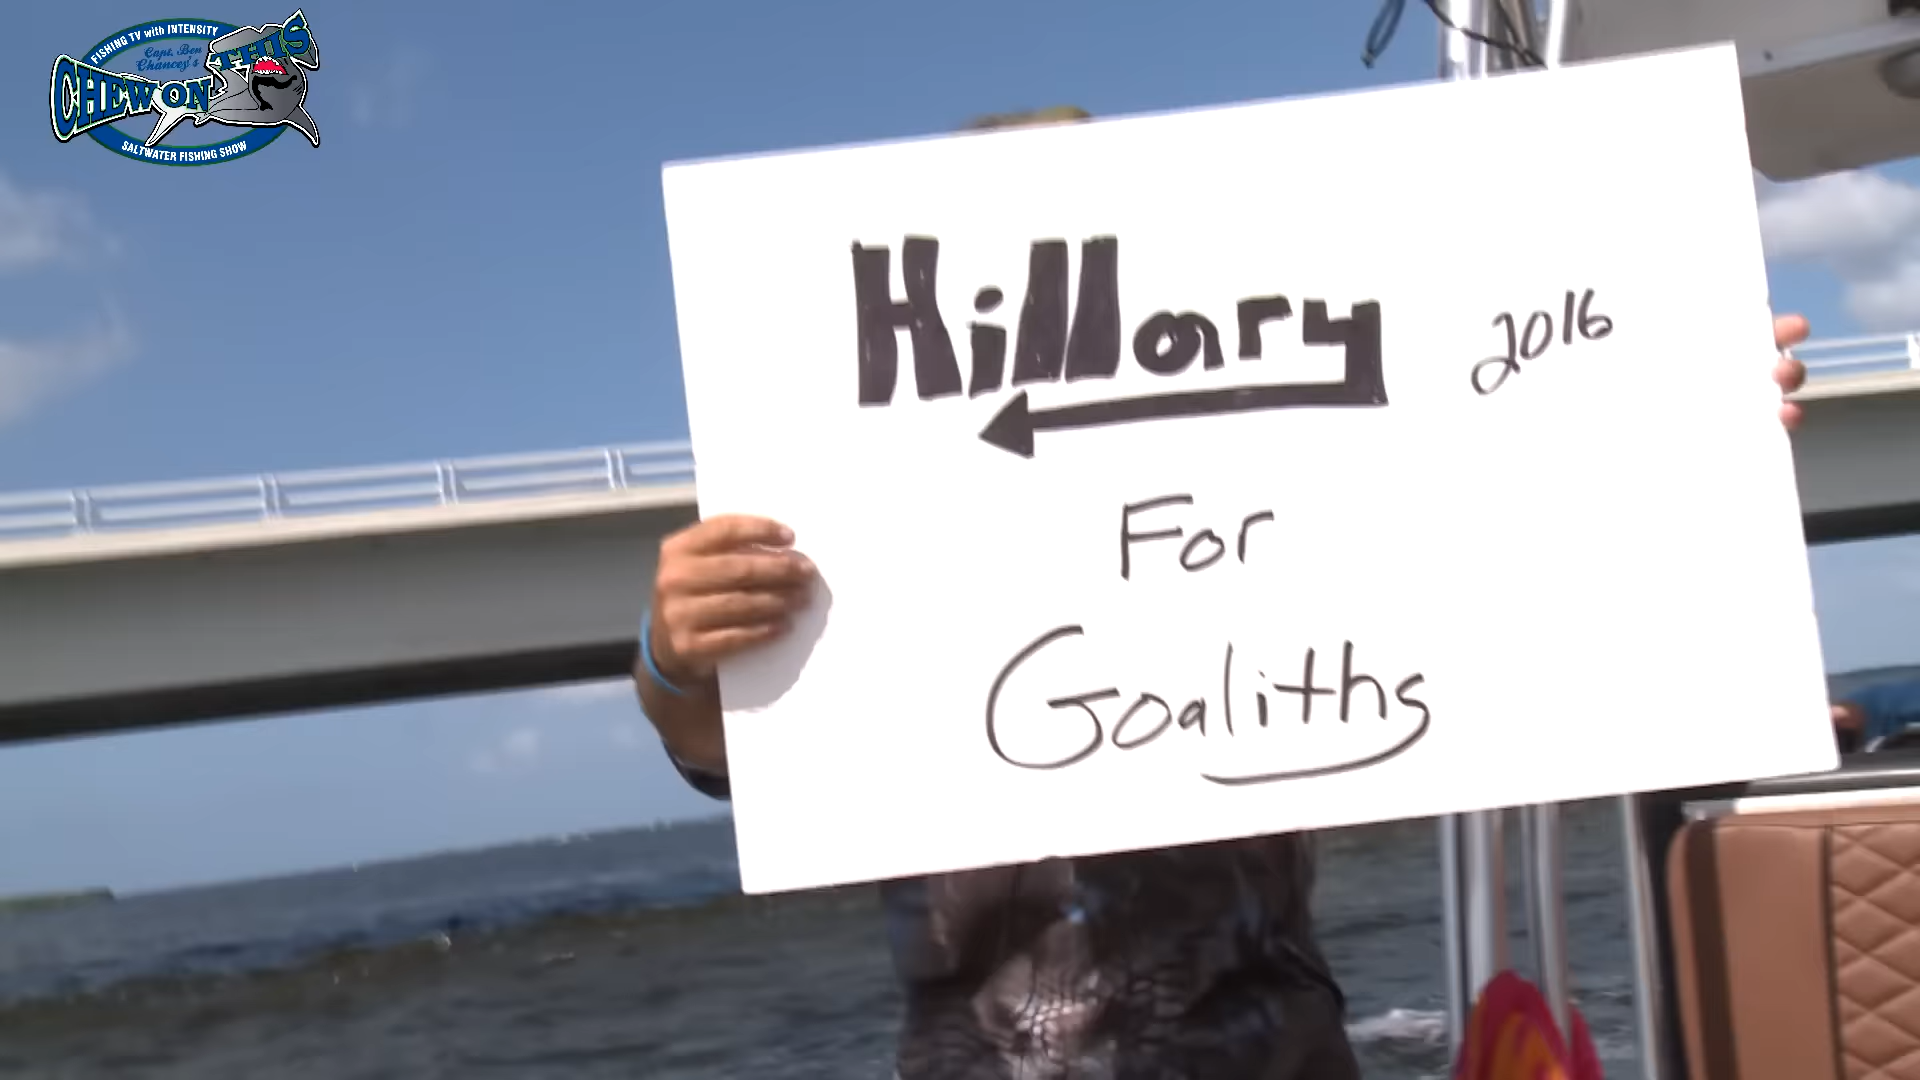 FISHING TV with INTENSITY
Capt. Ben
Chancey's
CHEW ON THIS
SALTWATER FISHING SHOW
Hillary 2016
For
Goaliths